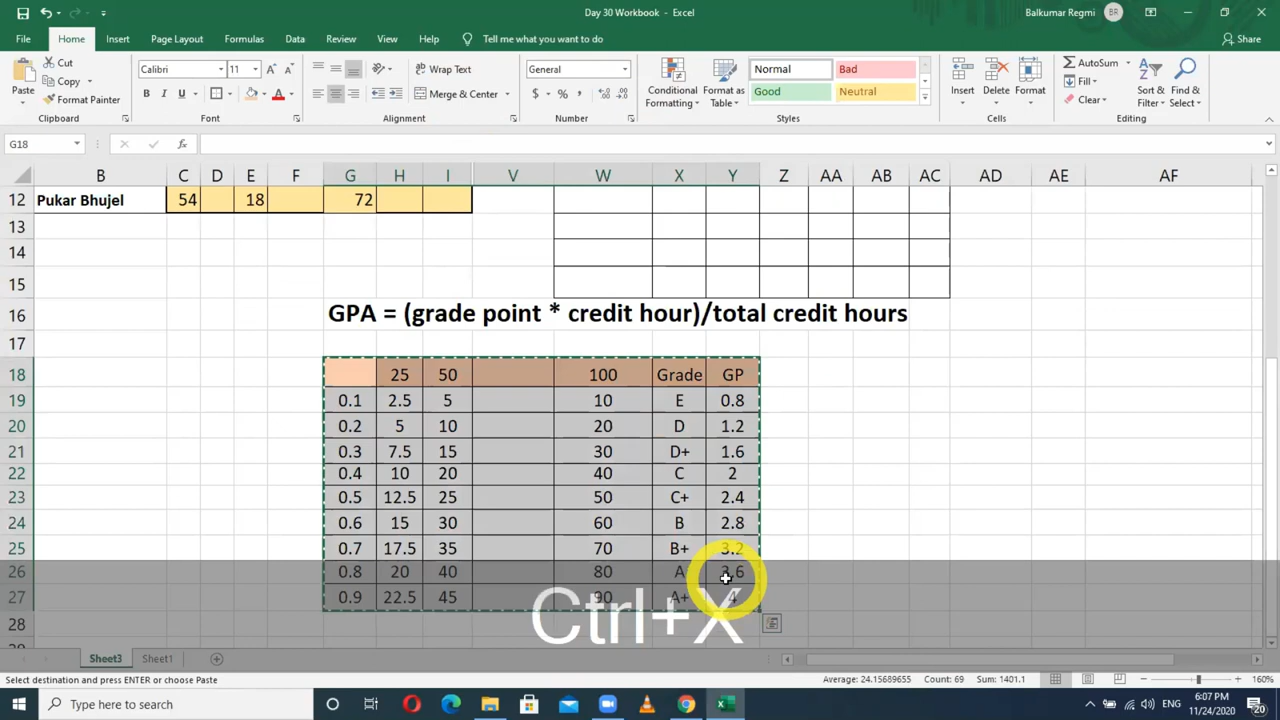 Day 30 Workbook - Excel
Balkumar Regmi BR
File Home Insert Page Layout Formulas Data Review View Help Tell me what you want to do Share
Paste Cut Copy Format Painter Clipboard
Calibri 11 B I U A A A Font
Wrap Text Merge & Center Alignment
General $ % , Number
Conditional Formatting Format as Table Normal Bad Good Neutral Styles
Insert Delete Format Cells
AutoSum Fill Clear Sort & Filter Find & Select Editing
G18 fx
B C D E F G H I V W X Y Z AA AB AC AD AE AF
12 Pukar Bhujel 54 18 72
13
14
15
16 GPA = (grade point * credit hour)/total credit hours
17
18 25 50 100 Grade GP
19 0.1 2.5 5 10 E 0.8
20 0.2 5 10 20 D 1.2
21 0.3 7.5 15 30 D+ 1.6
22 0.4 10 20 40 C 2
23 0.5 12.5 25 50 C+ 2.4
24 0.6 15 30 60 B 2.8
25 0.7 17.5 35 70 B+ 3.2
26 0.8 20 40 80 A 3.6
27 0.9 22.5 45 90 A+ 4
28
Ctrl+X
Sheet3 Sheet1
Select destination and press ENTER or choose Paste Average: 24.15689655 Count: 69 Sum: 1401.1 160%
Type here to search ENG 6:07 PM 11/24/2020 20